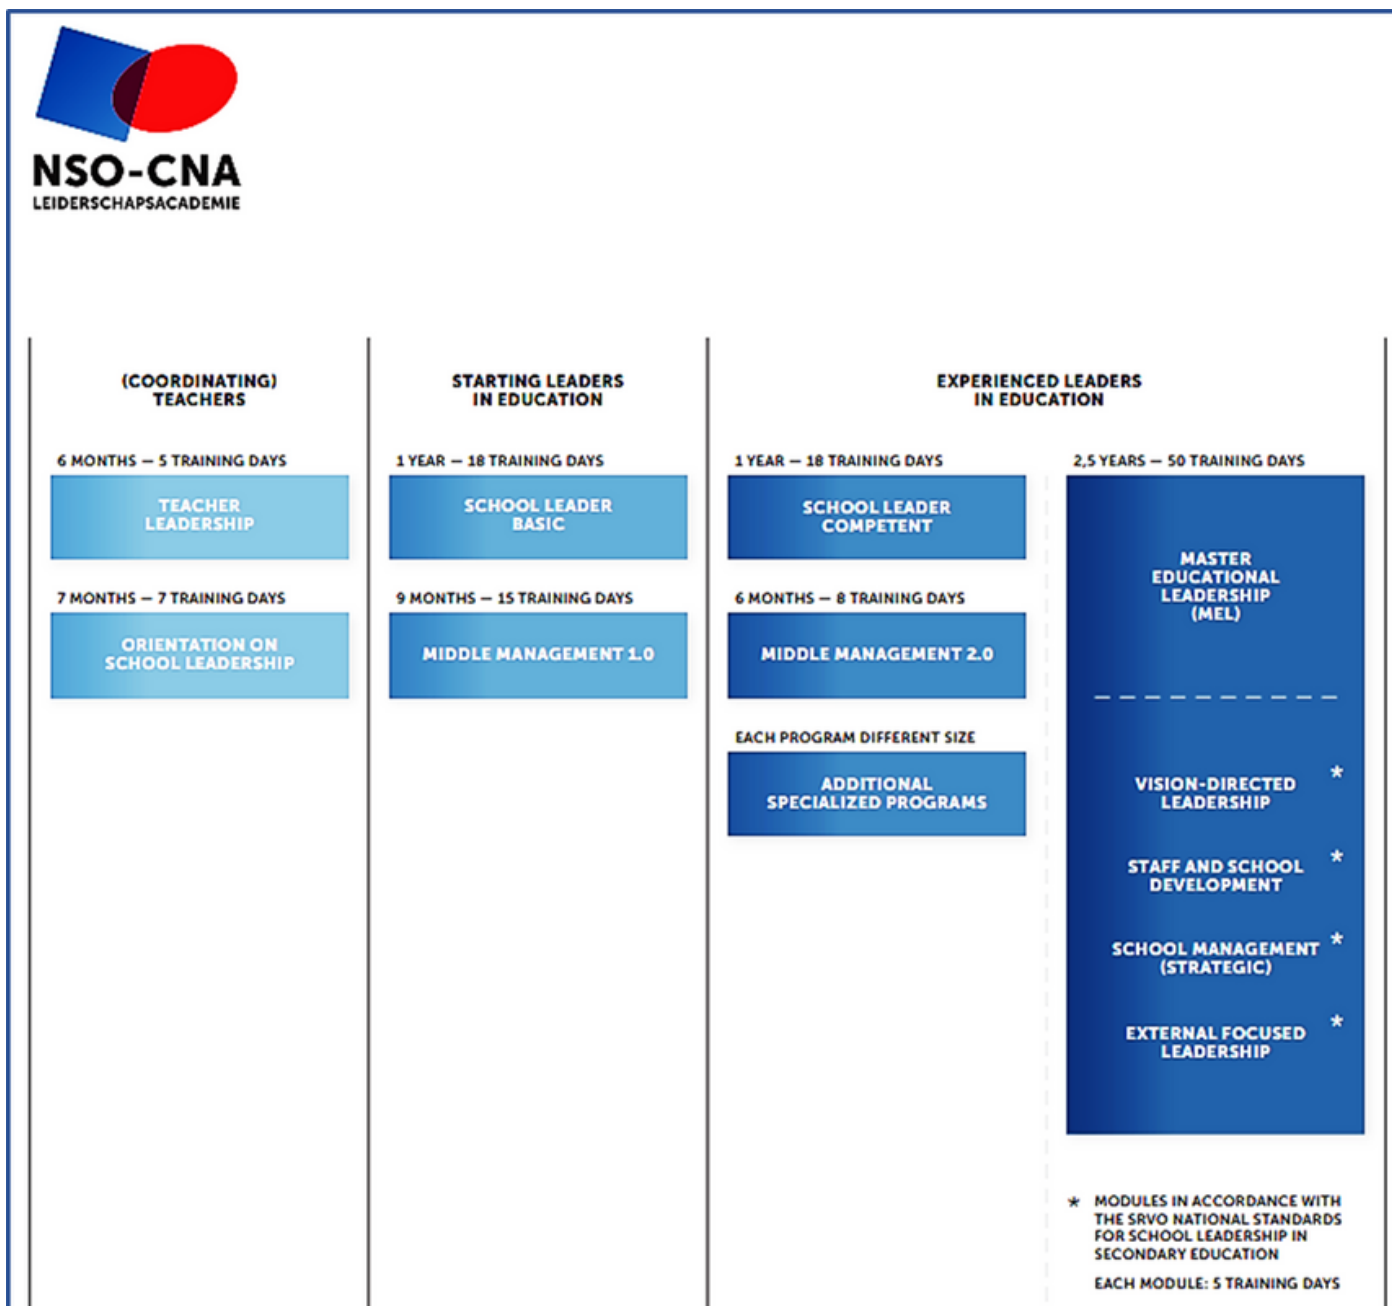 NSO-CNA
LEIDERSCHAPSACADEMIE
(COORDINATING)
TEACHERS
6 MONTHS — 5 TRAINING DAYS
TEACHER
LEADERSHIP
7 MONTHS — 7 TRAINING DAYS
ORIENTATION ON
SCHOOL LEADERSHIP
STARTING LEADERS
IN EDUCATION
1 YEAR — 18 TRAINING DAYS
SCHOOL LEADER
BASIC
9 MONTHS — 15 TRAINING DAYS
MIDDLE MANAGEMENT 1.0
EXPERIENCED LEADERS
IN EDUCATION
1 YEAR — 18 TRAINING DAYS
SCHOOL LEADER
COMPETENT
6 MONTHS — 8 TRAINING DAYS
MIDDLE MANAGEMENT 2.0
EACH PROGRAM DIFFERENT SIZE
ADDITIONAL
SPECIALIZED PROGRAMS
2,5 YEARS — 50 TRAINING DAYS
MASTER
EDUCATIONAL
LEADERSHIP
(MEL)
VISION-DIRECTED *
LEADERSHIP
STAFF AND SCHOOL *
DEVELOPMENT
SCHOOL MANAGEMENT *
(STRATEGIC)
EXTERNAL FOCUSED *
LEADERSHIP
* MODULES IN ACCORDANCE WITH
THE SRVO NATIONAL STANDARDS
FOR SCHOOL LEADERSHIP IN
SECONDARY EDUCATION
EACH MODULE: 5 TRAINING DAYS